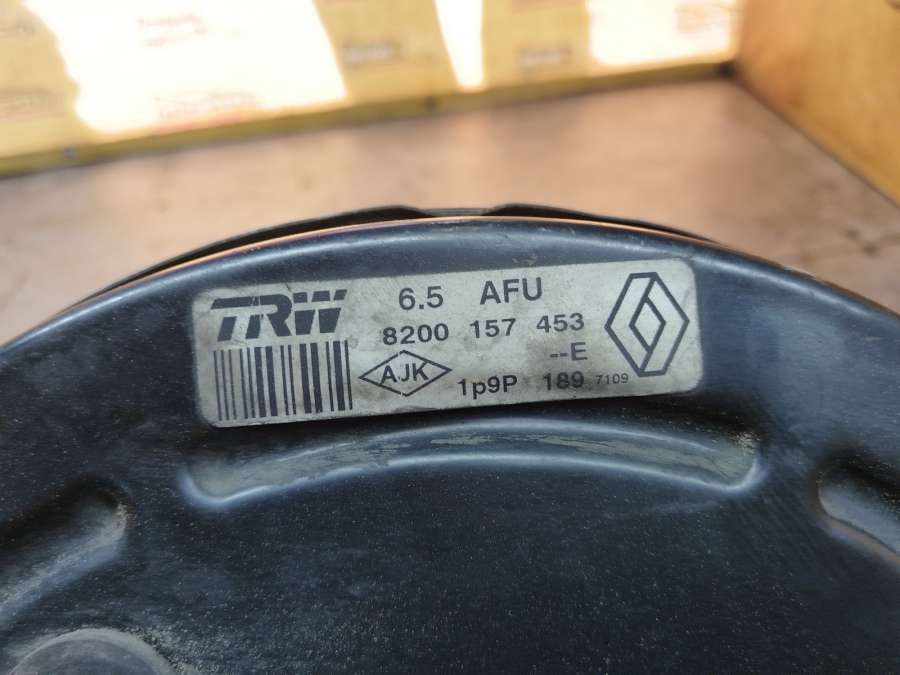 TRW 6.5 AFU
8200 157 453
--E
AJK 1p9P 189 7109